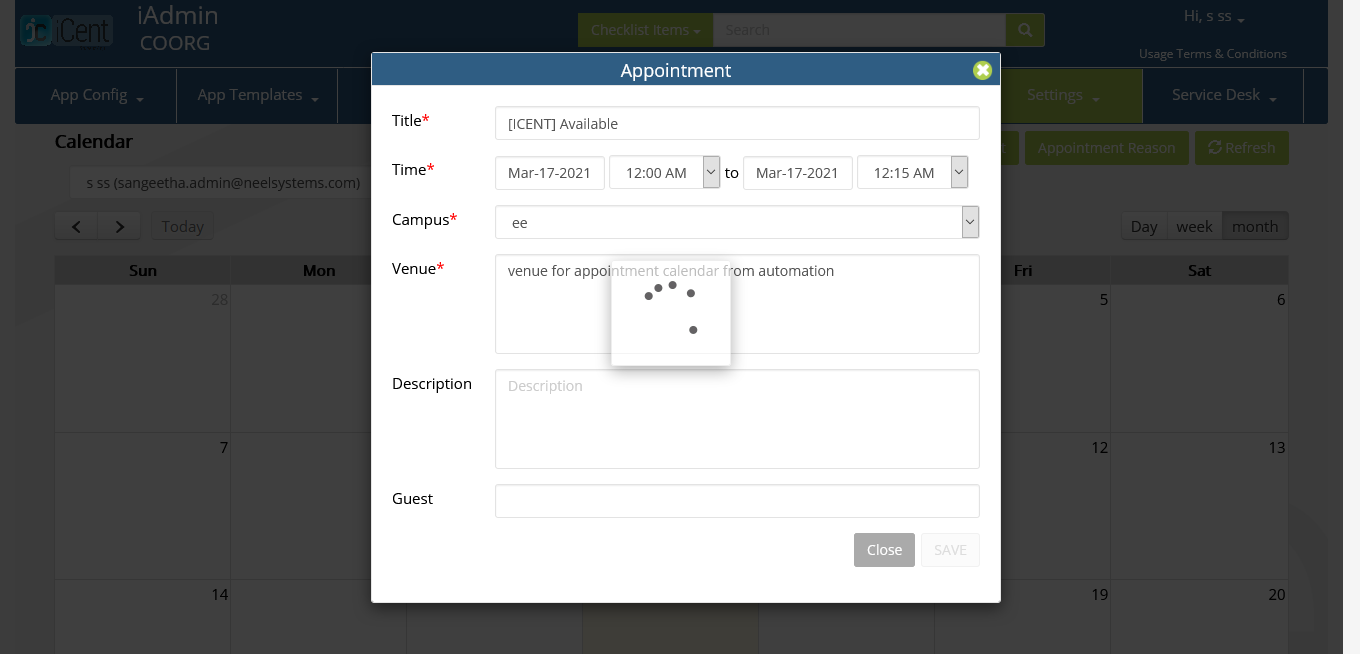 iCent
iAdmin
COORG
Checklist Items
Search
Hi, s ss
Usage Terms & Conditions
App Config
App Templates
Settings
Service Desk
Calendar
Appointment Reason
Refresh
s ss (sangeetha.admin@neelsystems.com)
Today
Day week month
Sun Mon Fri Sat
28 5 6
7 12 13
14 19 20
Appointment
Title*
[ICENT] Available
Time*
Mar-17-2021 12:00 AM to Mar-17-2021 12:15 AM
Campus*
ee
Venue*
venue for appointment calendar from automation
Description
Description
Guest
Close
SAVE